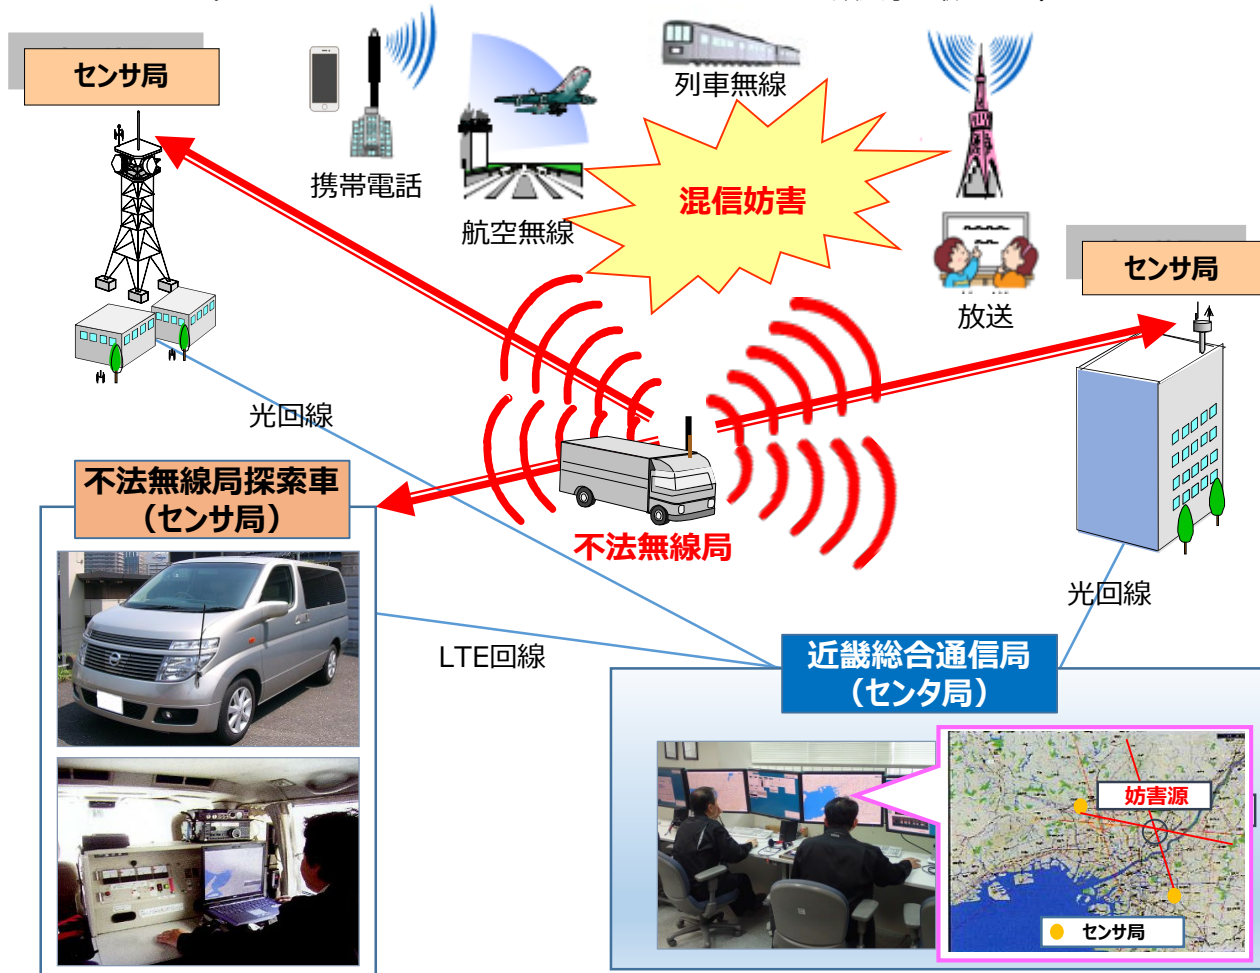 センサ局
携帯電話
航空無線
列車無線
混信妨害
放送
センサ局
光回線
不法無線局探索車
（センサ局）
不法無線局
光回線
LTE回線
近畿総合通信局
（センタ局）
妨害源
センサ局